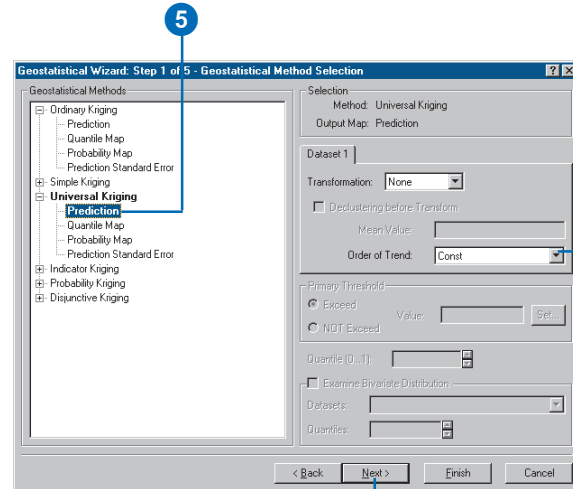 5
Geostatistical Wizard: Step 1 of 5 - Geostatistical Method Selection
Geostatistical Methods
Ordinary Kriging
Prediction
Quantile Map
Probability Map
Prediction Standard Error
Simple Kriging
Universal Kriging
Prediction
Quantile Map
Probability Map
Prediction Standard Error
Indicator Kriging
Probability Kriging
Disjunctive Kriging
Selection
Method: Universal Kriging
Output Map: Prediction
Dataset 1
Transformation: None
Declustering before Transform
Mean Value:
Order of Trend: Const
Primary Threshold
Exceed
Value: Set...
NOT Exceed
Quantile (0...1):
Examine Bivariate Distribution
Datasets:
Quantiles:
< Back Next > Finish Cancel